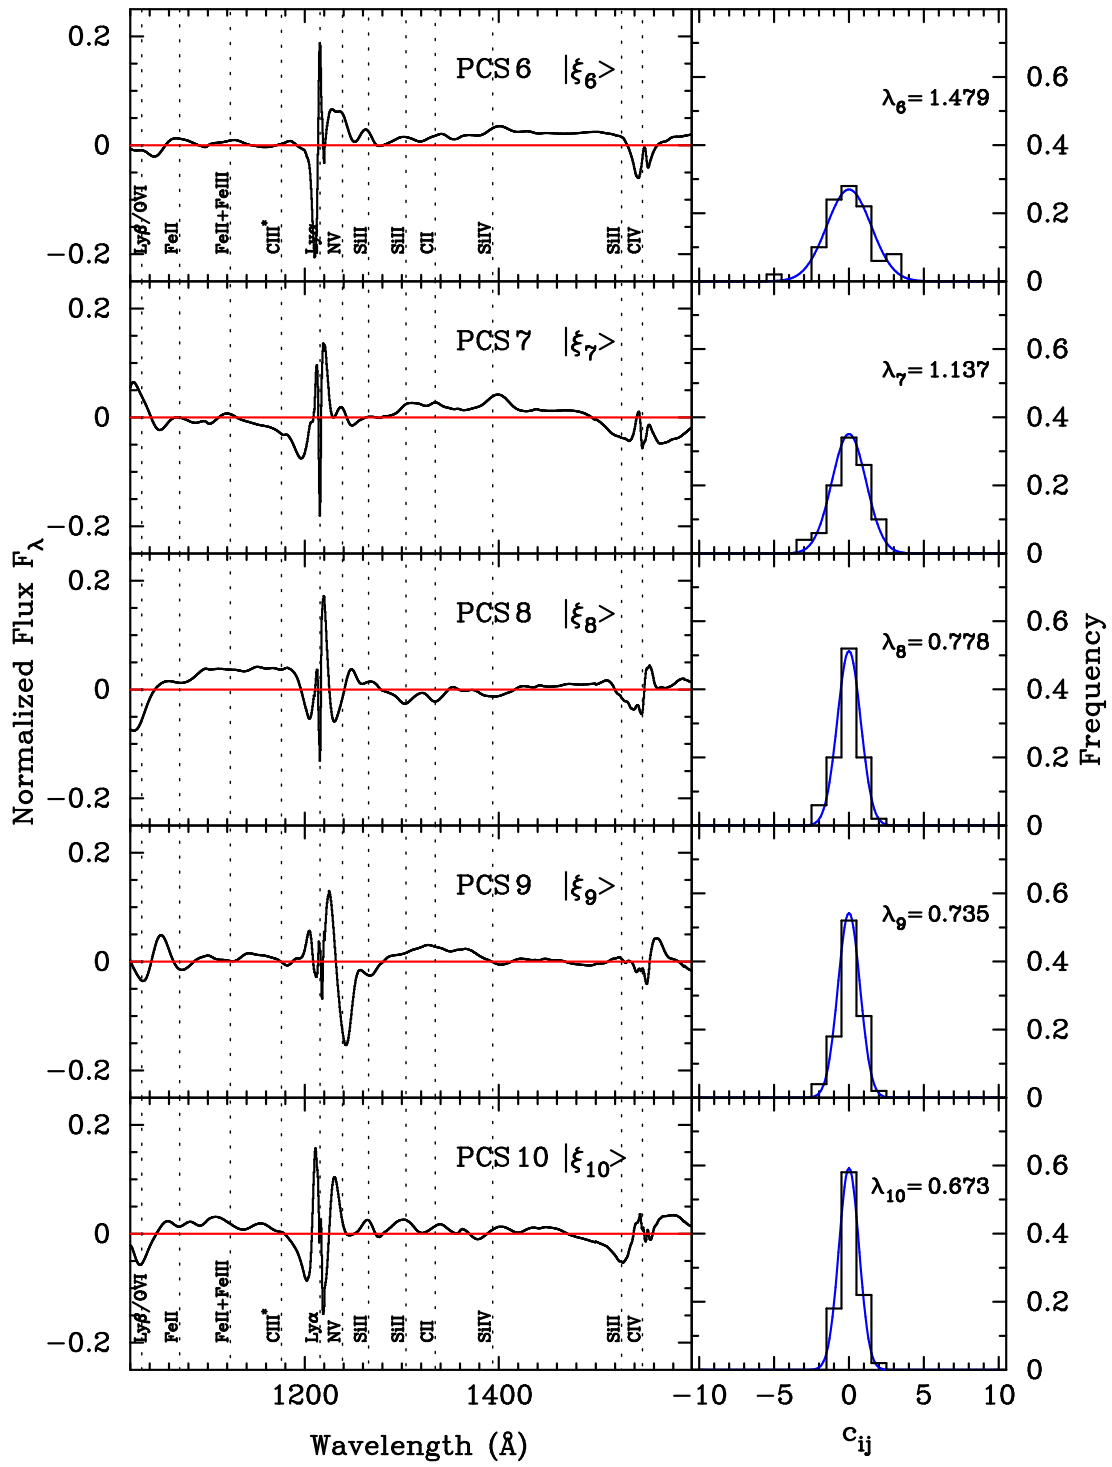 0.2
0
−0.2
PCS 6 |ξ6>
Lyβ/OVI
FeII
FeII+FeIII
CIII*
Lyα
NV
SiII
SiII
CII
SiIV
SiII
CIV
λ6=1.479
0.6
0.4
0.2
0
0.2
0
−0.2
PCS 7 |ξ7>
λ7=1.137
0.6
0.4
0.2
0
0.2
0
−0.2
PCS 8 |ξ8>
λ8=0.778
0.6
0.4
0.2
0
0.2
0
−0.2
PCS 9 |ξ9>
λ9=0.735
0.6
0.4
0.2
0
0.2
0
−0.2
PCS 10 |ξ10>
Lyβ/OVI
FeII
FeII+FeIII
CIII*
Lyα
NV
SiII
SiII
CII
SiIV
SiII
CIV
λ10=0.673
0.6
0.4
0.2
0
Normalized Flux Fλ
Frequency
1200 1400
−10 −5 0 5 10
Wavelength (Å)
cij